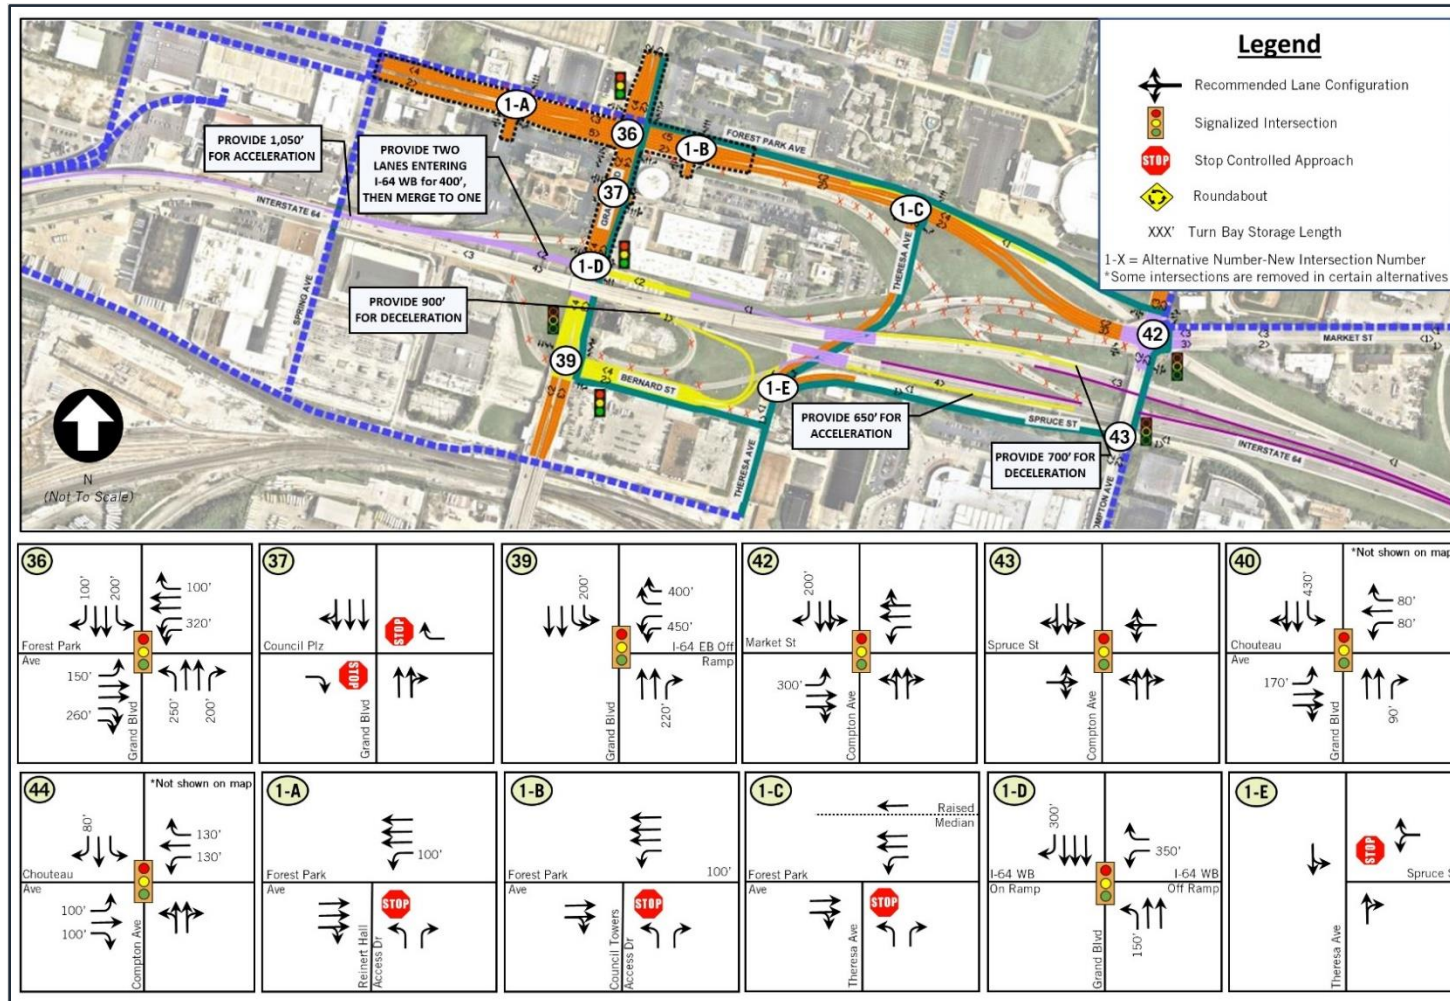 Legend
Recommended Lane Configuration
Signalized Intersection
STOP
Stop Controlled Approach
Roundabout
XXX' Turn Bay Storage Length
1-X = Alternative Number-New Intersection Number
*Some intersections are removed in certain alternatives
PROVIDE 1,050'
FOR ACCELERATION
PROVIDE TWO
LANES ENTERING
I-64 WB for 400',
THEN MERGE TO ONE
PROVIDE 900'
FOR DECELERATION
PROVIDE 650' FOR
ACCELERATION
PROVIDE 700' FOR
DECELERATION
1-A
36
1-B
37
1-C
1-D
42
39
1-E
43
FOREST PARK AVE
INTERSTATE 64
SPRING AVE
THERESA AVE
MARKET ST
BERNARD ST
SPRUCE ST
INTERSTATE 64
THERESA AVE
OMPTON AVE
N
(Not To Scale)
36
100'
200'
100'
320'
Forest Park
Ave
150'
260'
250'
200'
Grand Blvd
37
Council Plz
STOP
STOP
Grand Blvd
39
200'
400'
450'
I-64 EB Off
Ramp
220'
Grand Blvd
42
200'
Market St
300'
Compton Ave
43
Spruce St
Compton Ave
40
*Not shown on map
430'
80'
80'
Chouteau
Ave
170'
90'
Grand Blvd
44
*Not shown on map
80'
130'
130'
Chouteau
Ave
100'
100'
Compton Ave
1-A
100'
Forest Park
Ave
STOP
Reinert Hall
Access Dr
1-B
Forest Park
100'
Ave
STOP
Council Towers
Access Dr
1-C
Raised
Median
Forest Park
Ave
STOP
Theresa Ave
1-D
300'
350'
I-64 WB
On Ramp
I-64 WB
Off Ramp
150'
Grand Blvd
1-E
STOP
Spruce S
Theresa Ave